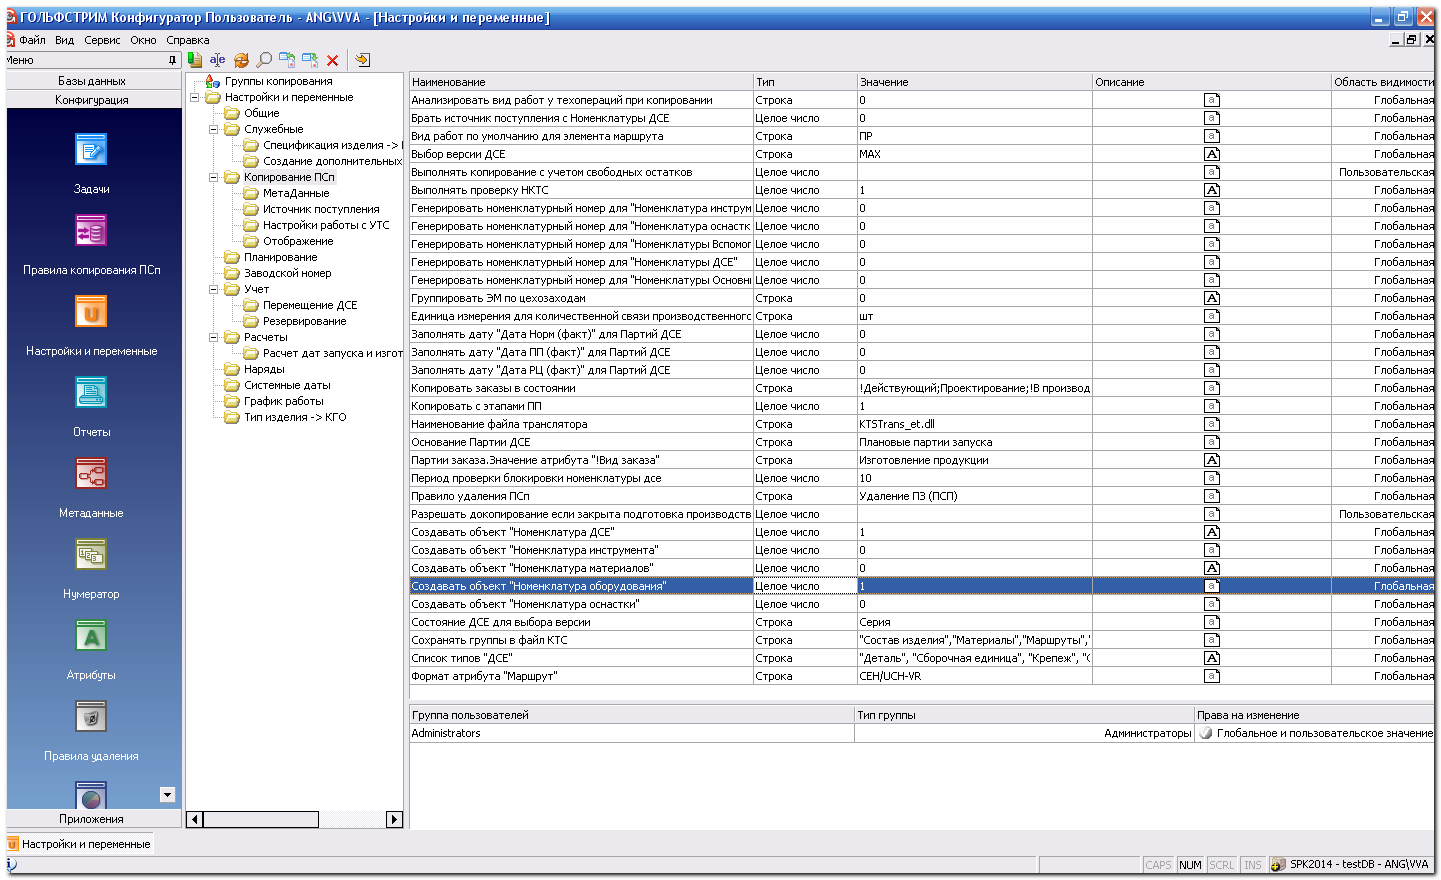 ГОЛЬФСТРИМ Конфигуратор Пользователь - ANG\VVA - [Настройки и переменные]
Файл Вид Сервис Окно Справка
Меню
Базы данных
Конфигурация
Задачи
Правила копирования ПСп
Настройки и переменные
Отчеты
Метаданные
Нумератор
Атрибуты
Правила удаления
Приложения
Группы копирования
Настройки и переменные
Общие
Служебные
Спецификация изделия ->
Создание дополнительных
Копирование ПСп
МетаДанные
Источник поступления
Настройки работы с УТС
Отображение
Планирование
Заводской номер
Учет
Перемещение ДСЕ
Резервирование
Расчеты
Расчет дат запуска и изгот
Наряды
Системные даты
График работы
Тип изделия -> КГО
Наименование Тип Значение Описание Область видимости
Анализировать вид работ у техопераций при копировании Строка 0 a Глобальная
Брать источник поступления с Номенклатуры ДСЕ Целое число 0 a Глобальная
Вид работ по умолчанию для элемента маршрута Строка ПР a Глобальная
Выбор версии ДСЕ Строка MAX A Глобальная
Выполнять копирование с учетом свободных остатков Целое число a Пользовательская
Выполнять проверку НКТС Целое число 1 A Глобальная
Генерировать номенклатурный номер для "Номенклатура инструм Целое число 0 a Глобальная
Генерировать номенклатурный номер для "Номенклатура оснастк Целое число 0 a Глобальная
Генерировать номенклатурный номер для "Номенклатуры Вспомог Целое число 0 a Глобальная
Генерировать номенклатурный номер для "Номенклатуры ДСЕ" Целое число 0 a Глобальная
Генерировать номенклатурный номер для "Номенклатуры Основн Целое число 0 a Глобальная
Группировать ЭМ по цехозаходам Строка 0 A Глобальная
Единица измерения для количественной связи производственног Строка шт a Глобальная
Заполнять дату "Дата Норм (факт)" для Партий ДСЕ Целое число 0 a Глобальная
Заполнять дату "Дата ПП (факт)" для Партий ДСЕ Целое число 0 a Глобальная
Заполнять дату "Дата РЦ (факт)" для Партий ДСЕ Целое число 0 a Глобальная
Копировать заказы в состоянии Строка !Действующий;Проектирование;!В производ a Глобальная
Копировать с этапами ПП Целое число 1 a Глобальная
Наименование файла транслятора Строка KTSTrans_et.dll a Глобальная
Основание Партии ДСЕ Строка Плановые партии запуска a Глобальная
Партии заказа.Значение атрибута "!Вид заказа" Строка Изготовление продукции A Глобальная
Период проверки блокировки номенклатуры дсе Целое число 10 a Глобальная
Правило удаления ПСп Строка Удаление ПЗ (ПСП) a Глобальная
Разрешать докопирование если закрыта подготовка производств Целое число a Пользовательская
Создавать объект "Номенклатура ДСЕ" Целое число 1 A Глобальная
Создавать объект "Номенклатура инструмента" Целое число 0 a Глобальная
Создавать объект "Номенклатура материалов" Целое число 0 A Глобальная
Создавать объект "Номенклатура оборудования" Целое число 1 a Глобальная
Создавать объект "Номенклатура оснастки" Целое число 0 a Глобальная
Состояние ДСЕ для выбора версии Строка Серия a Глобальная
Сохранять группы в файл КТС Строка "Состав изделия","Материалы","Маршруты"," a Глобальная
Список типов "ДСЕ" Строка "Деталь", "Сборочная единица", "Крепеж", "С A Глобальная
Формат атрибута "Маршрут" Строка CEH/UCH-VR a Глобальная
Группа пользователей Тип группы Права на изменение
Administrators Администраторы Глобальное и пользовательское значение
Настройки и переменные
CAPS NUM SCRL INS SPK2014 - testDB - ANG\VVA